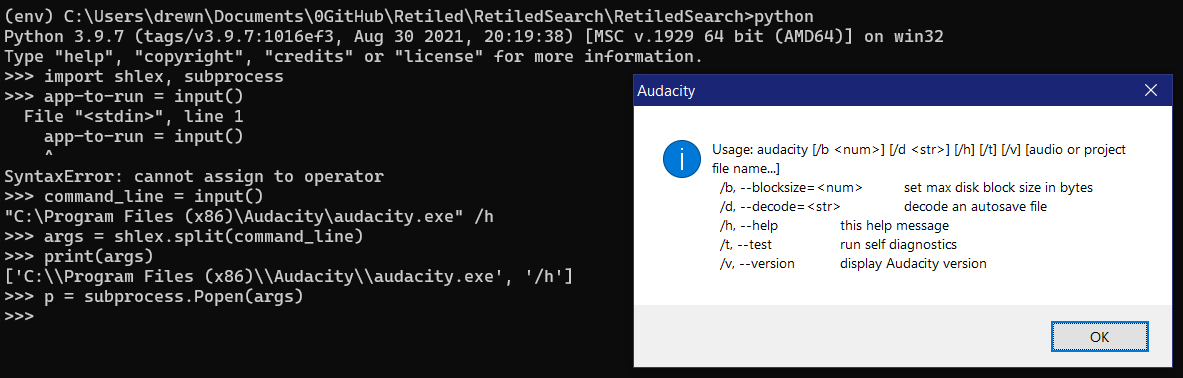 (env) C:\Users\drewn\Documents\0GitHub\Retiled\RetiledSearch\RetiledSearch>python
Python 3.9.7 (tags/v3.9.7:1016ef3, Aug 30 2021, 20:19:38) [MSC v.1929 64 bit (AMD64)] on win32
Type "help", "copyright", "credits" or "license" for more information.
>>> import shlex, subprocess
>>> app-to-run = input()
  File "<stdin>", line 1
    app-to-run = input()
    ^
SyntaxError: cannot assign to operator
>>> command_line = input()
"C:\Program Files (x86)\Audacity\audacity.exe" /h
>>> args = shlex.split(command_line)
>>> print(args)
['C:\\Program Files (x86)\\Audacity\\audacity.exe', '/h']
>>> p = subprocess.Popen(args)
>>>
Audacity
Usage: audacity [/b <num>] [/d <str>] [/h] [/t] [/v] [audio or project
file name...]
/b, --blocksize=<num> set max disk block size in bytes
/d, --decode=<str> decode an autosave file
/h, --help this help message
/t, --test run self diagnostics
/v, --version display Audacity version
OK